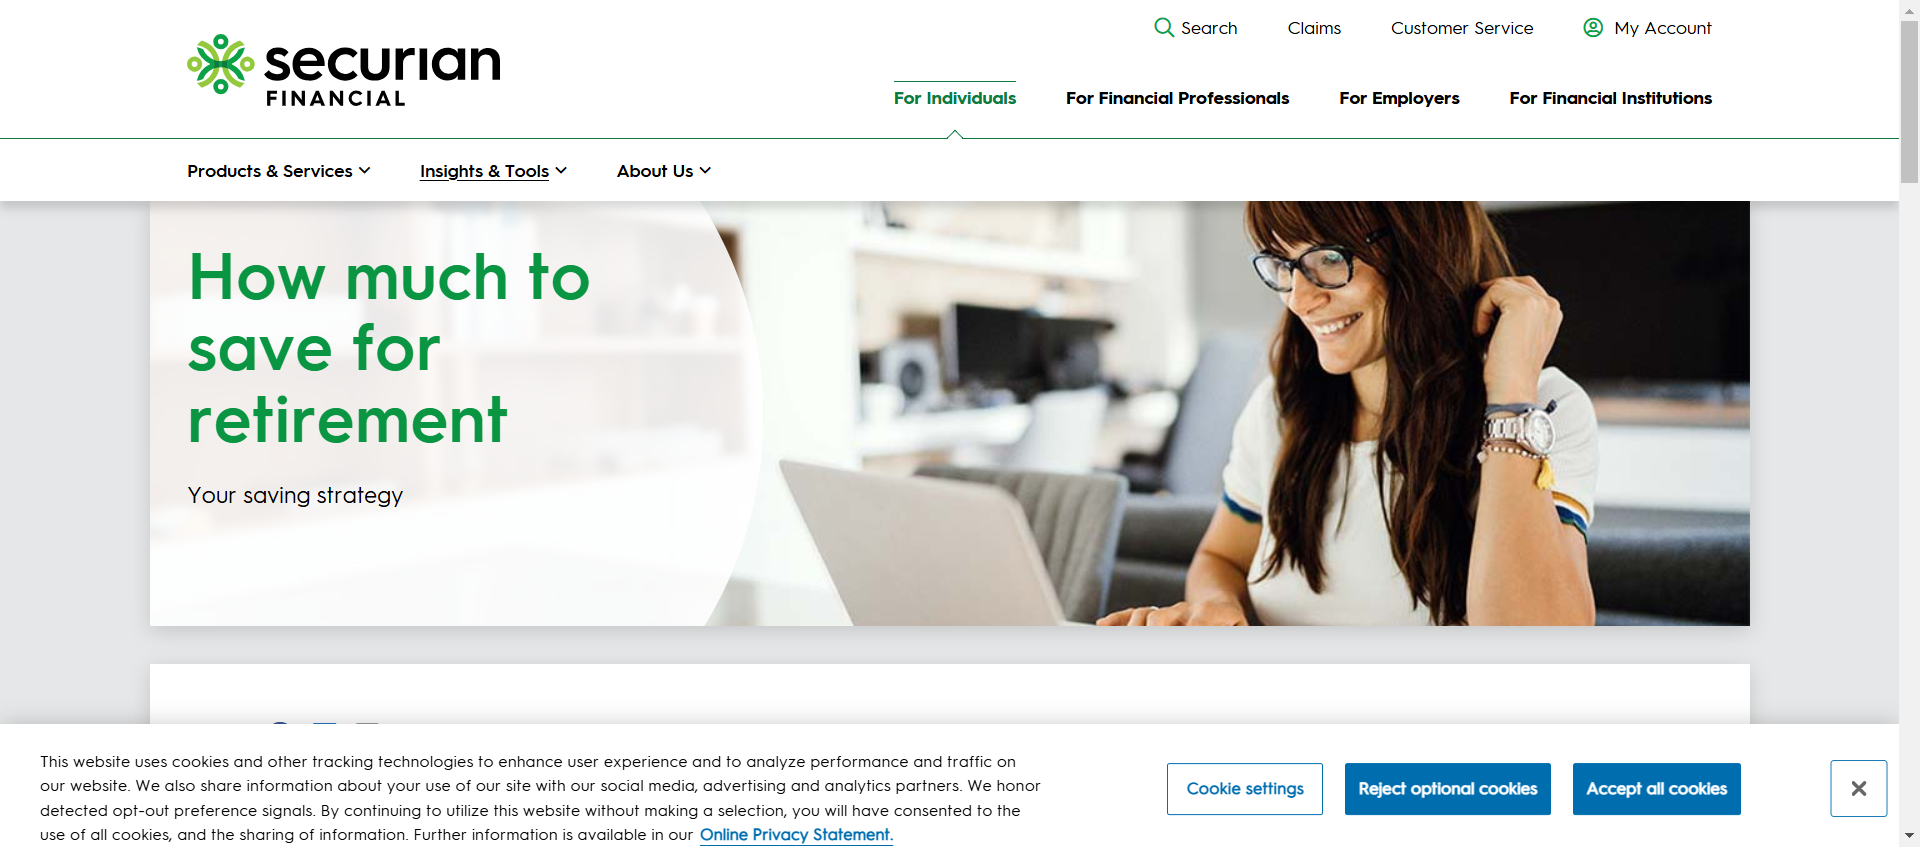 securian
FINANCIAL
Search
Claims
Customer Service
My Account
For Individuals
For Financial Professionals
For Employers
For Financial Institutions
Products & Services
Insights & Tools
About Us
How much to
save for
retirement
Your saving strategy
This website uses cookies and other tracking technologies to enhance user experience and to analyze performance and traffic on
our website. We also share information about your use of our site with our social media, advertising and analytics partners. We honor
detected opt-out preference signals. By continuing to utilize this website without making a selection, you will have consented to the
use of all cookies, and the sharing of information. Further information is available in our Online Privacy Statement.
Cookie settings
Reject optional cookies
Accept all cookies